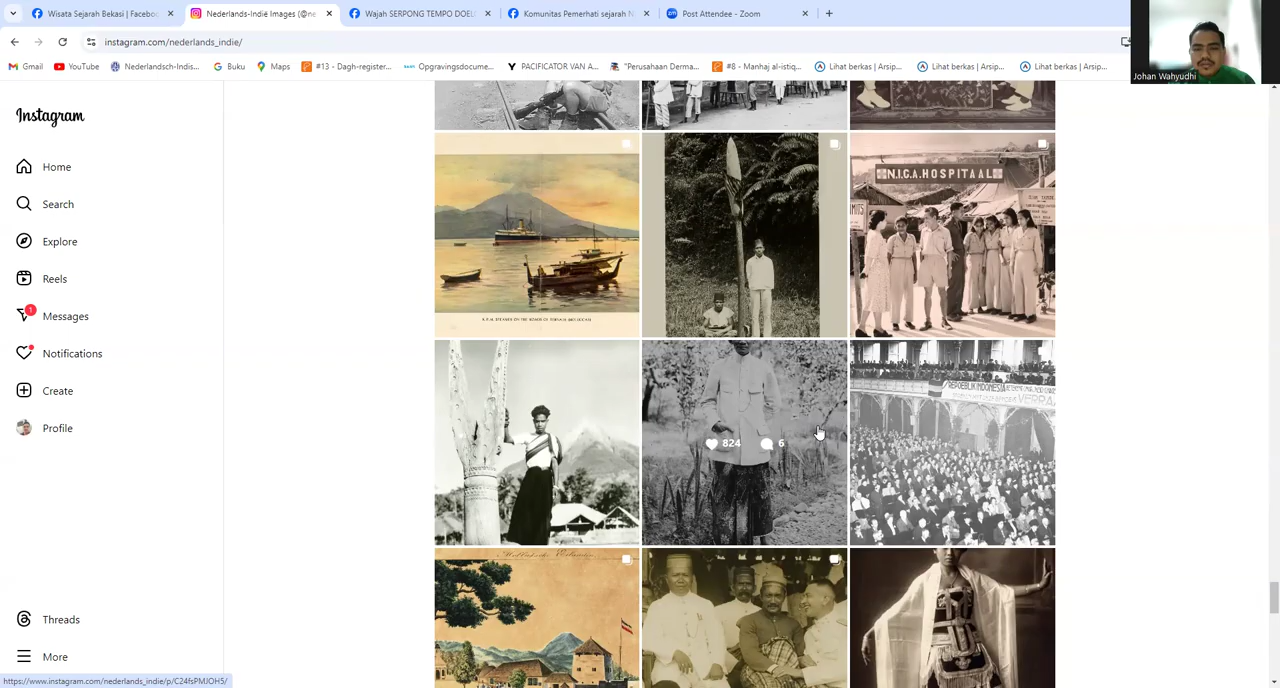 Wisata Sejarah Bekasi | Faceboo
Nederlands-Indië Images (@ne
Wajah SERPONG TEMPO DOEL
Komunitas Pemerhati sejarah N
Post Attendee - Zoom
instagram.com/nederlands_indie/
Gmail
YouTube
Nederlandsch-Indis...
Buku
Maps
#13 - Dagh-register...
Opgravingsdocume...
PACIFICATOR VAN A...
"Perusahaan Derma...
#8 - Manhaj al-istiq...
Lihat berkas | Arsip...
Lihat berkas | Arsip...
Lihat berkas | Arsip...
Johan Wahyudhi
Instagram
Home
Search
Explore
Reels
1
Messages
Notifications
Create
Profile
Threads
More
N.I.C.A. HOSPITAAL
824
6
REPOEBLIK INDONESIA
https://www.instagram.com/nederlands_indie/p/C24fsPMJOH5/